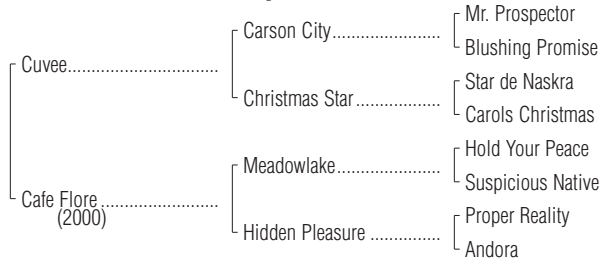 Mr. Prospector
Carson City..................
Blushing Promise
Cuvee.................................
Star de Naskra
Christmas Star ................
Carols Christmas
Hold Your Peace
Meadowlake.....................
Suspicious Native
Cafe Flore ..........................
(2000)
Proper Reality
Hidden Pleasure ..............
Andora